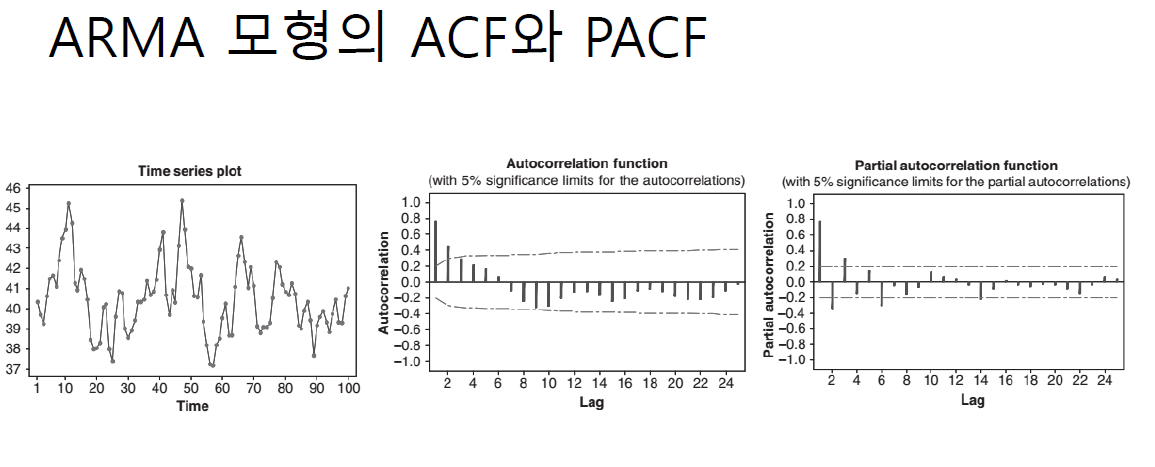 ARMA 모형의 ACF와 PACF
Time series plot
46
45
44
43
42
41
40
39
38
37
1 10 20 30 40 50 60 70 80 90 100
Time
Autocorrelation function
(with 5% significance limits for the autocorrelations)
Autocorrelation
1.0
0.8
0.6
0.4
0.2
0.0
−0.2
−0.4
−0.6
−0.8
−1.0
2 4 6 8 10 12 14 16 18 20 22 24
Lag
Partial autocorrelation function
(with 5% significance limits for the partial autocorrelations)
Partial autocorrelation
1.0
0.8
0.6
0.4
0.2
0.0
−0.2
−0.4
−0.6
−0.8
−1.0
2 4 6 8 10 12 14 16 18 20 22 24
Lag